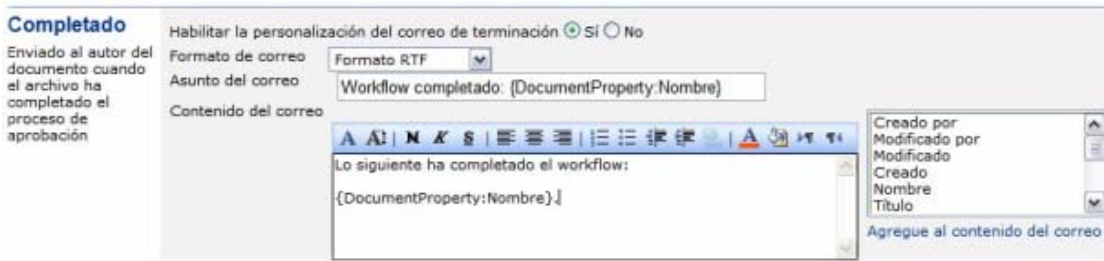 Completado
Enviado al autor del
documento cuando
el archivo ha
completado el
proceso de
aprobación
Habilitar la personalización del correo de terminación Sí No
Formato de correo Formato RTF
Asunto del correo Workflow completado: {DocumentProperty:Nombre}
Contenido del correo
A A N K S A
Lo siguiente ha completado el workflow:
{DocumentProperty:Nombre}.
Creado por
Modificado por
Modificado
Creado
Nombre
Título
Agregue al contenido del correo